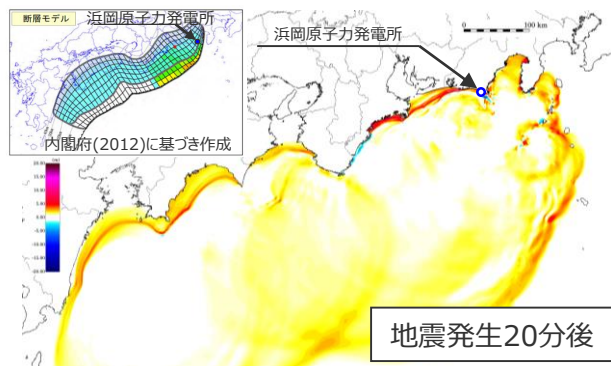 断層モデル
浜岡原子力発電所
内閣府(2012)に基づき作成
浜岡原子力発電所
0 100 km
地震発生20分後